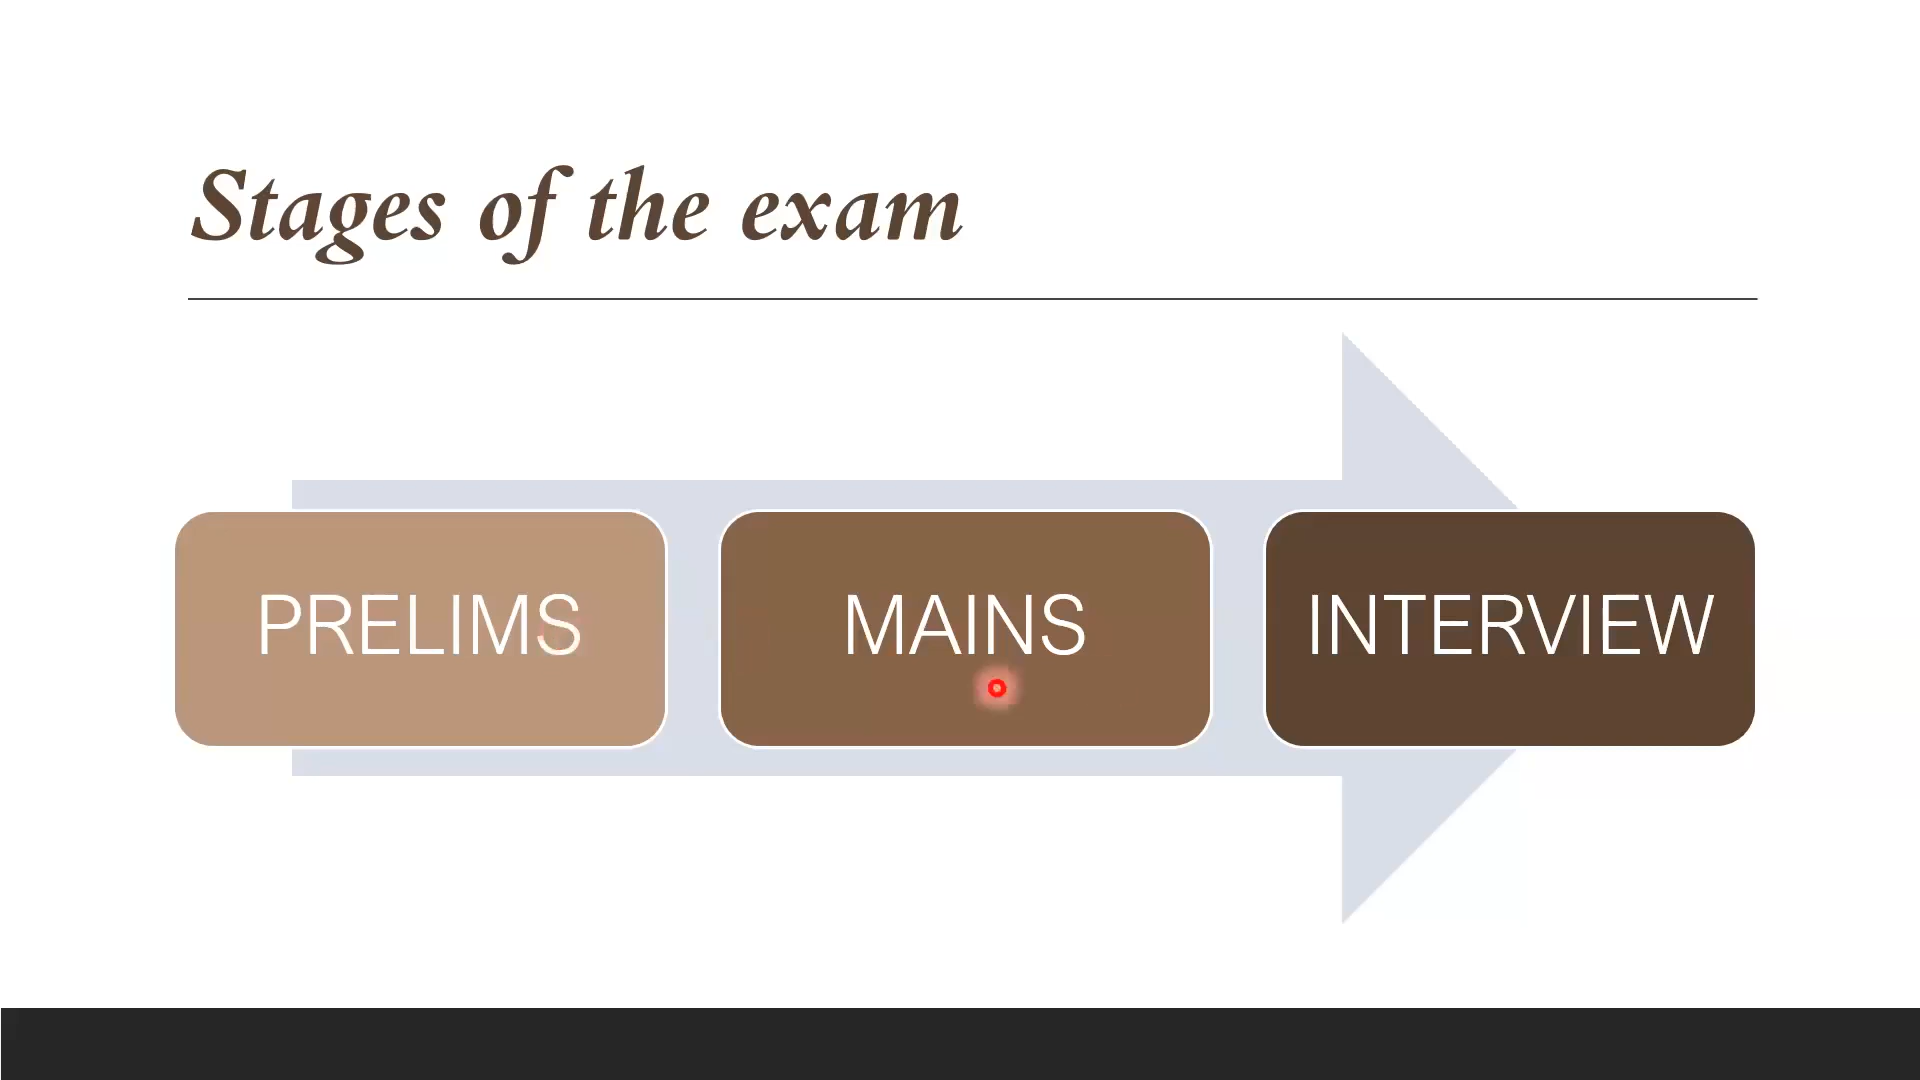 Stages of the exam
PRELIMS
MAINS
INTERVIEW